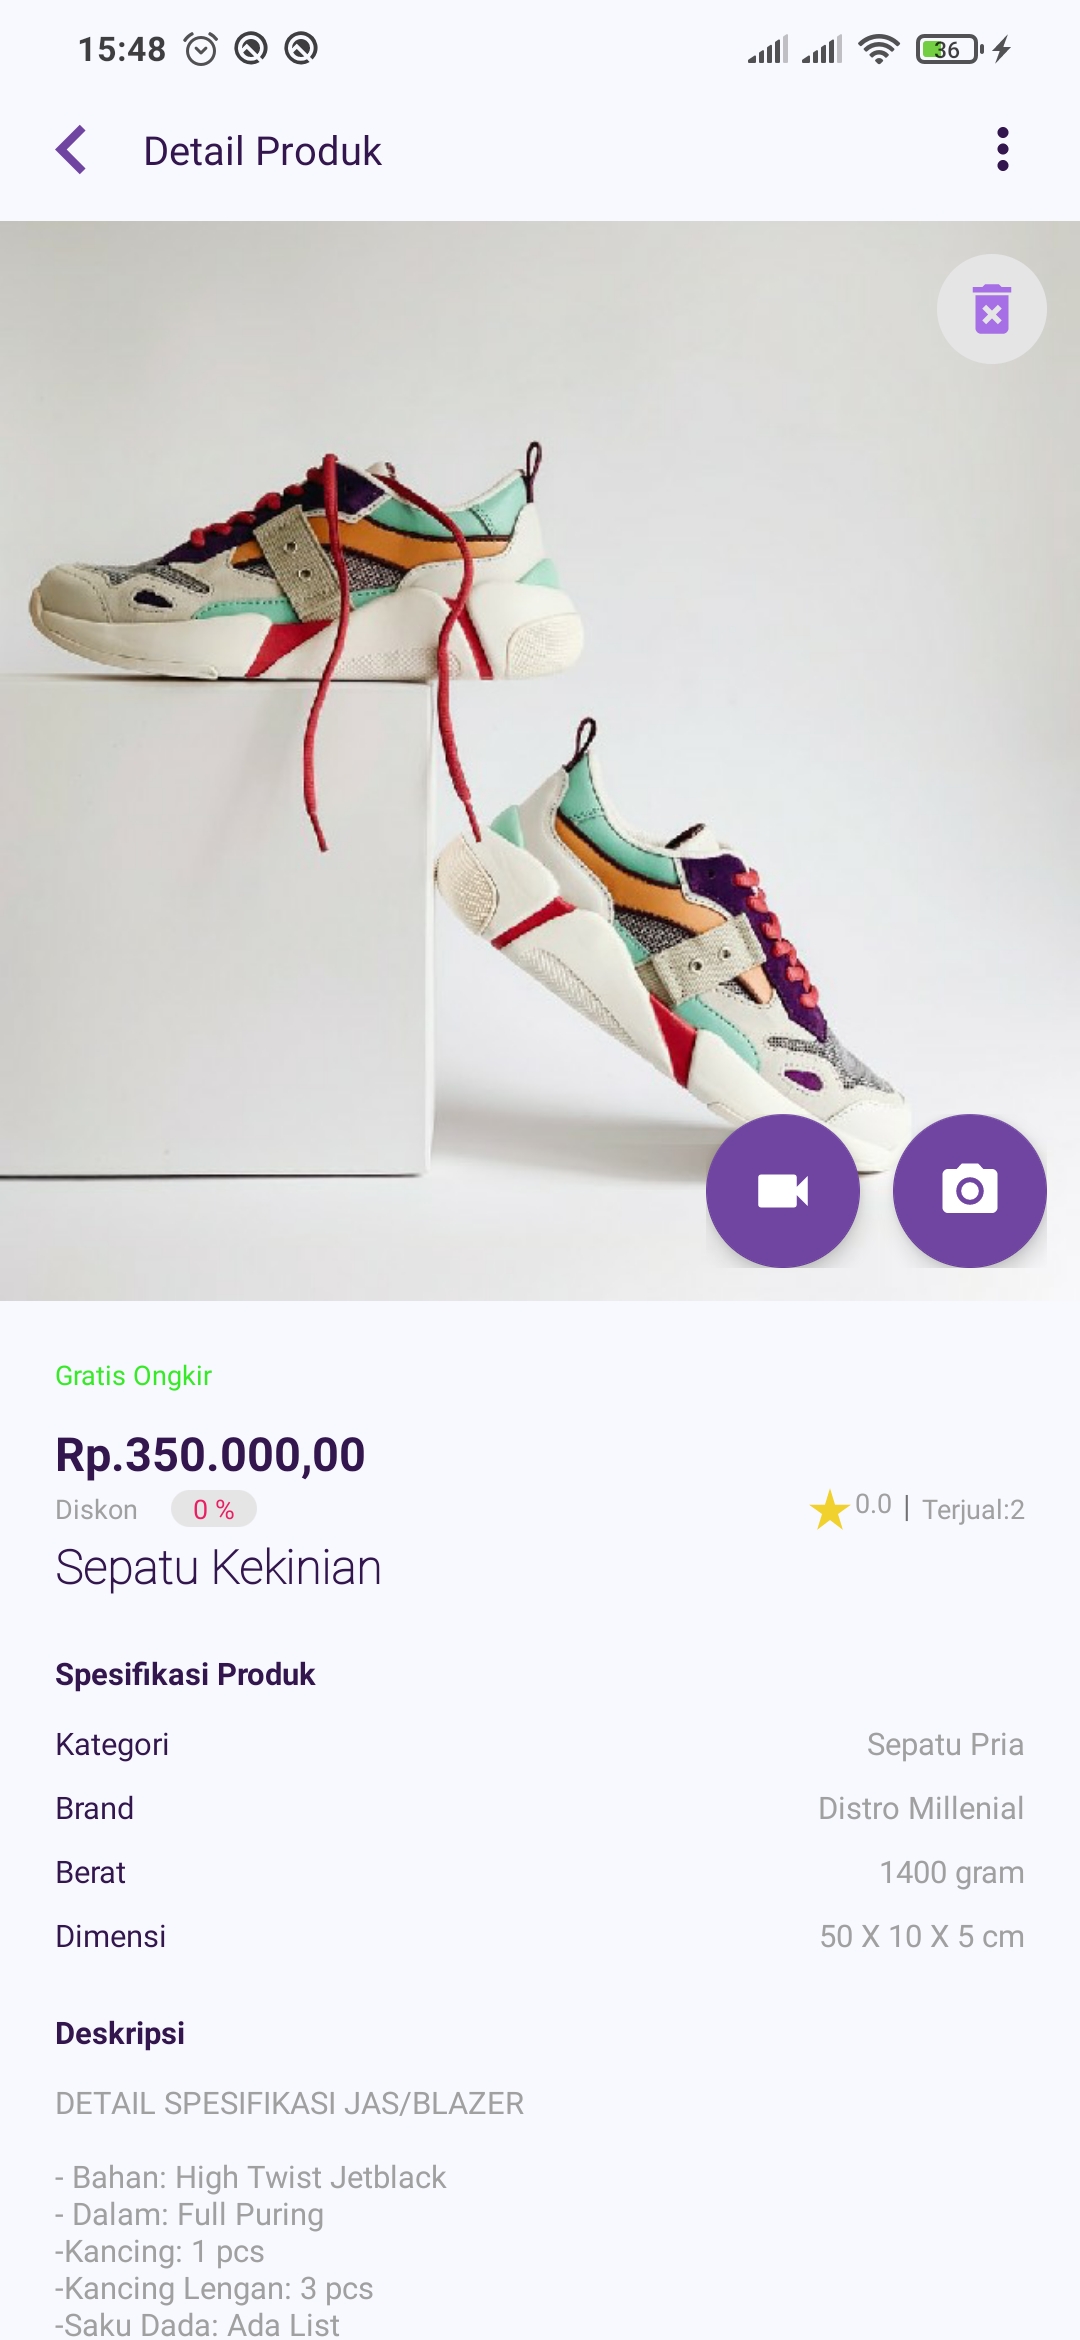 15:48
36
Detail Produk
Gratis Ongkir
Rp.350.000,00
Diskon 0 % 0.0 | Terjual:2
Sepatu Kekinian
Spesifikasi Produk
Kategori Sepatu Pria
Brand Distro Millenial
Berat 1400 gram
Dimensi 50 X 10 X 5 cm
Deskripsi
DETAIL SPESIFIKASI JAS/BLAZER
- Bahan: High Twist Jetblack
- Dalam: Full Puring
-Kancing: 1 pcs
-Kancing Lengan: 3 pcs
-Saku Dada: Ada List